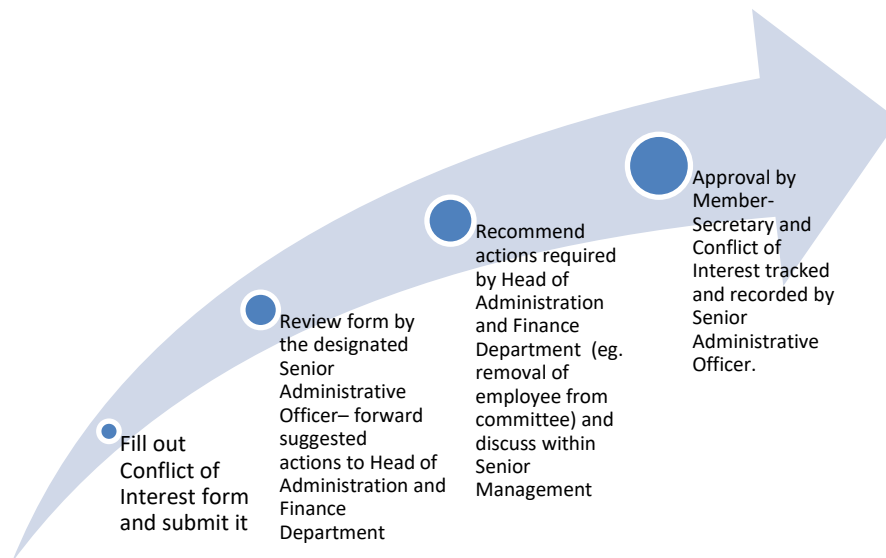 Fill out
Conflict of
Interest form
and submit it
Review form by
the designated
Senior
Administrative
Officer– forward
suggested
actions to Head of
Administration and
Finance
Department
Recommend
actions required
by Head of
Administration
and Finance
Department (eg.
removal of
employee from
committee) and
discuss within
Senior
Management
Approval by
Member-
Secretary and
Conflict of
Interest tracked
and recorded by
Senior
Administrative
Officer.